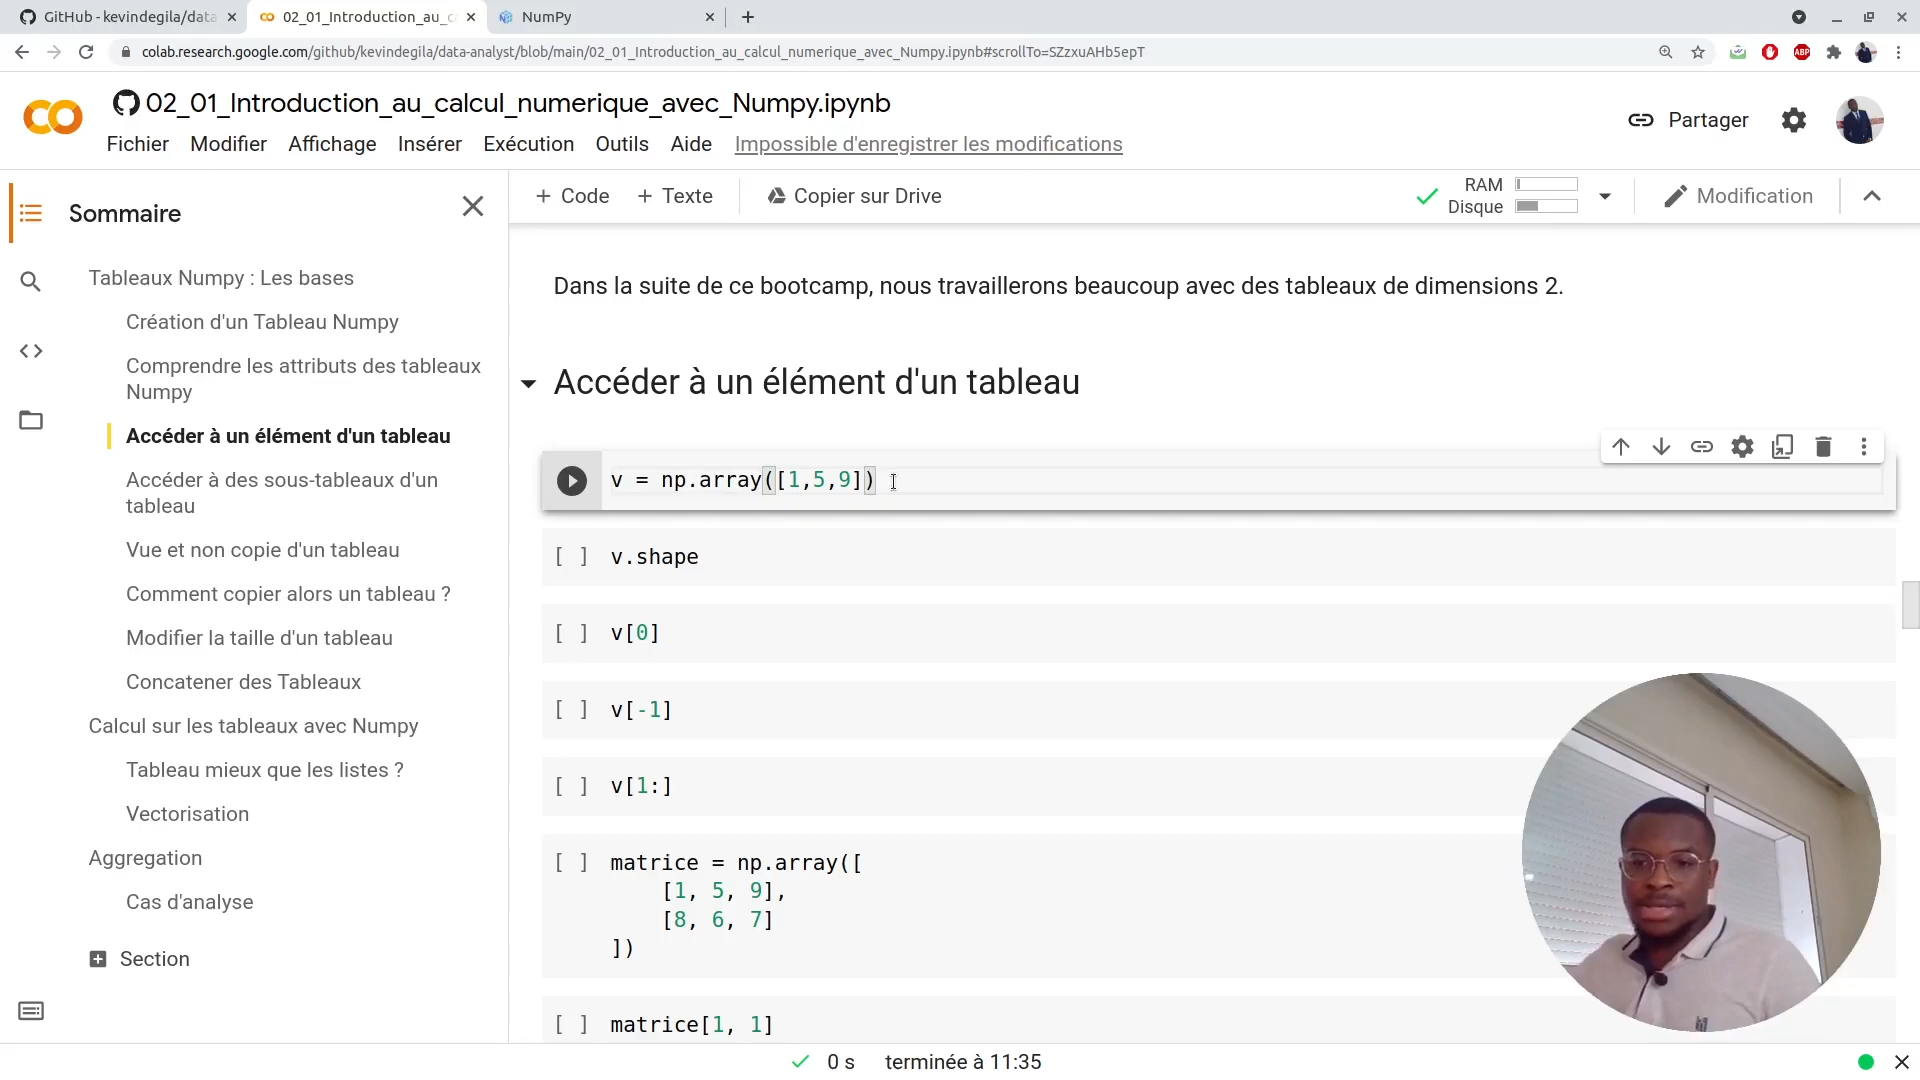 GitHub - kevindegila/data
02_01_Introduction_au_c
NumPy
colab.research.google.com/github/kevindegila/data-analyst/blob/main/02_01_Introduction_au_calcul_numerique_avec_Numpy.ipynb#scrollTo=SZzxuAHb5epT
ABP
02_01_Introduction_au_calcul_numerique_avec_Numpy.ipynb
Partager
Fichier Modifier Affichage Insérer Exécution Outils Aide Impossible d'enregistrer les modifications
Sommaire
+ Code + Texte Copier sur Drive
RAM
Disque
Modification
Tableaux Numpy : Les bases
Création d'un Tableau Numpy
Comprendre les attributs des tableaux
Numpy
Accéder à un élément d'un tableau
Accéder à des sous-tableaux d'un
tableau
Vue et non copie d'un tableau
Comment copier alors un tableau ?
Modifier la taille d'un tableau
Concatener des Tableaux
Calcul sur les tableaux avec Numpy
Tableau mieux que les listes ?
Vectorisation
Aggregation
Cas d'analyse
Section
Dans la suite de ce bootcamp, nous travaillerons beaucoup avec des tableaux de dimensions 2.
Accéder à un élément d'un tableau
v = np.array([1,5,9])
[ ] v.shape
[ ] v[0]
[ ] v[-1]
[ ] v[1:]
[ ] matrice = np.array([
[1, 5, 9],
[8, 6, 7]
])
[ ] matrice[1, 1]
0 s terminée à 11:35